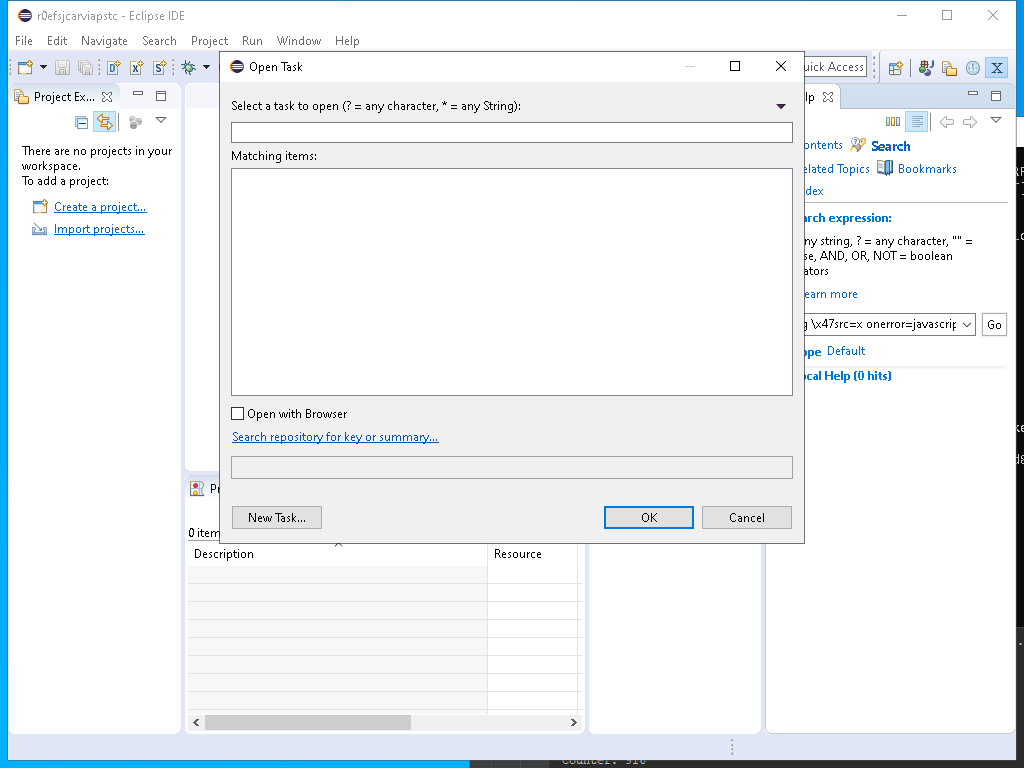 r0efsjcarviapstc - Eclipse IDE
File Edit Navigate Search Project Run Window Help
Open Task
uick Access
Project Ex...
Select a task to open (? = any character, * = any String):
Matching items:
There are no projects in your
workspace.
To add a project:
Create a project...
Import projects...
Search
Bookmarks
ontents
elated Topics
dex
rch expression:
ny string, ? = any character, "" =
se, AND, OR, NOT = boolean
ators
earn more
\x47src=x onerror=javascrip
Go
ope Default
cal Help (0 hits)
Open with Browser
Search repository for key or summary...
New Task...
OK
Cancel
Pr
0 item
Description
Resource